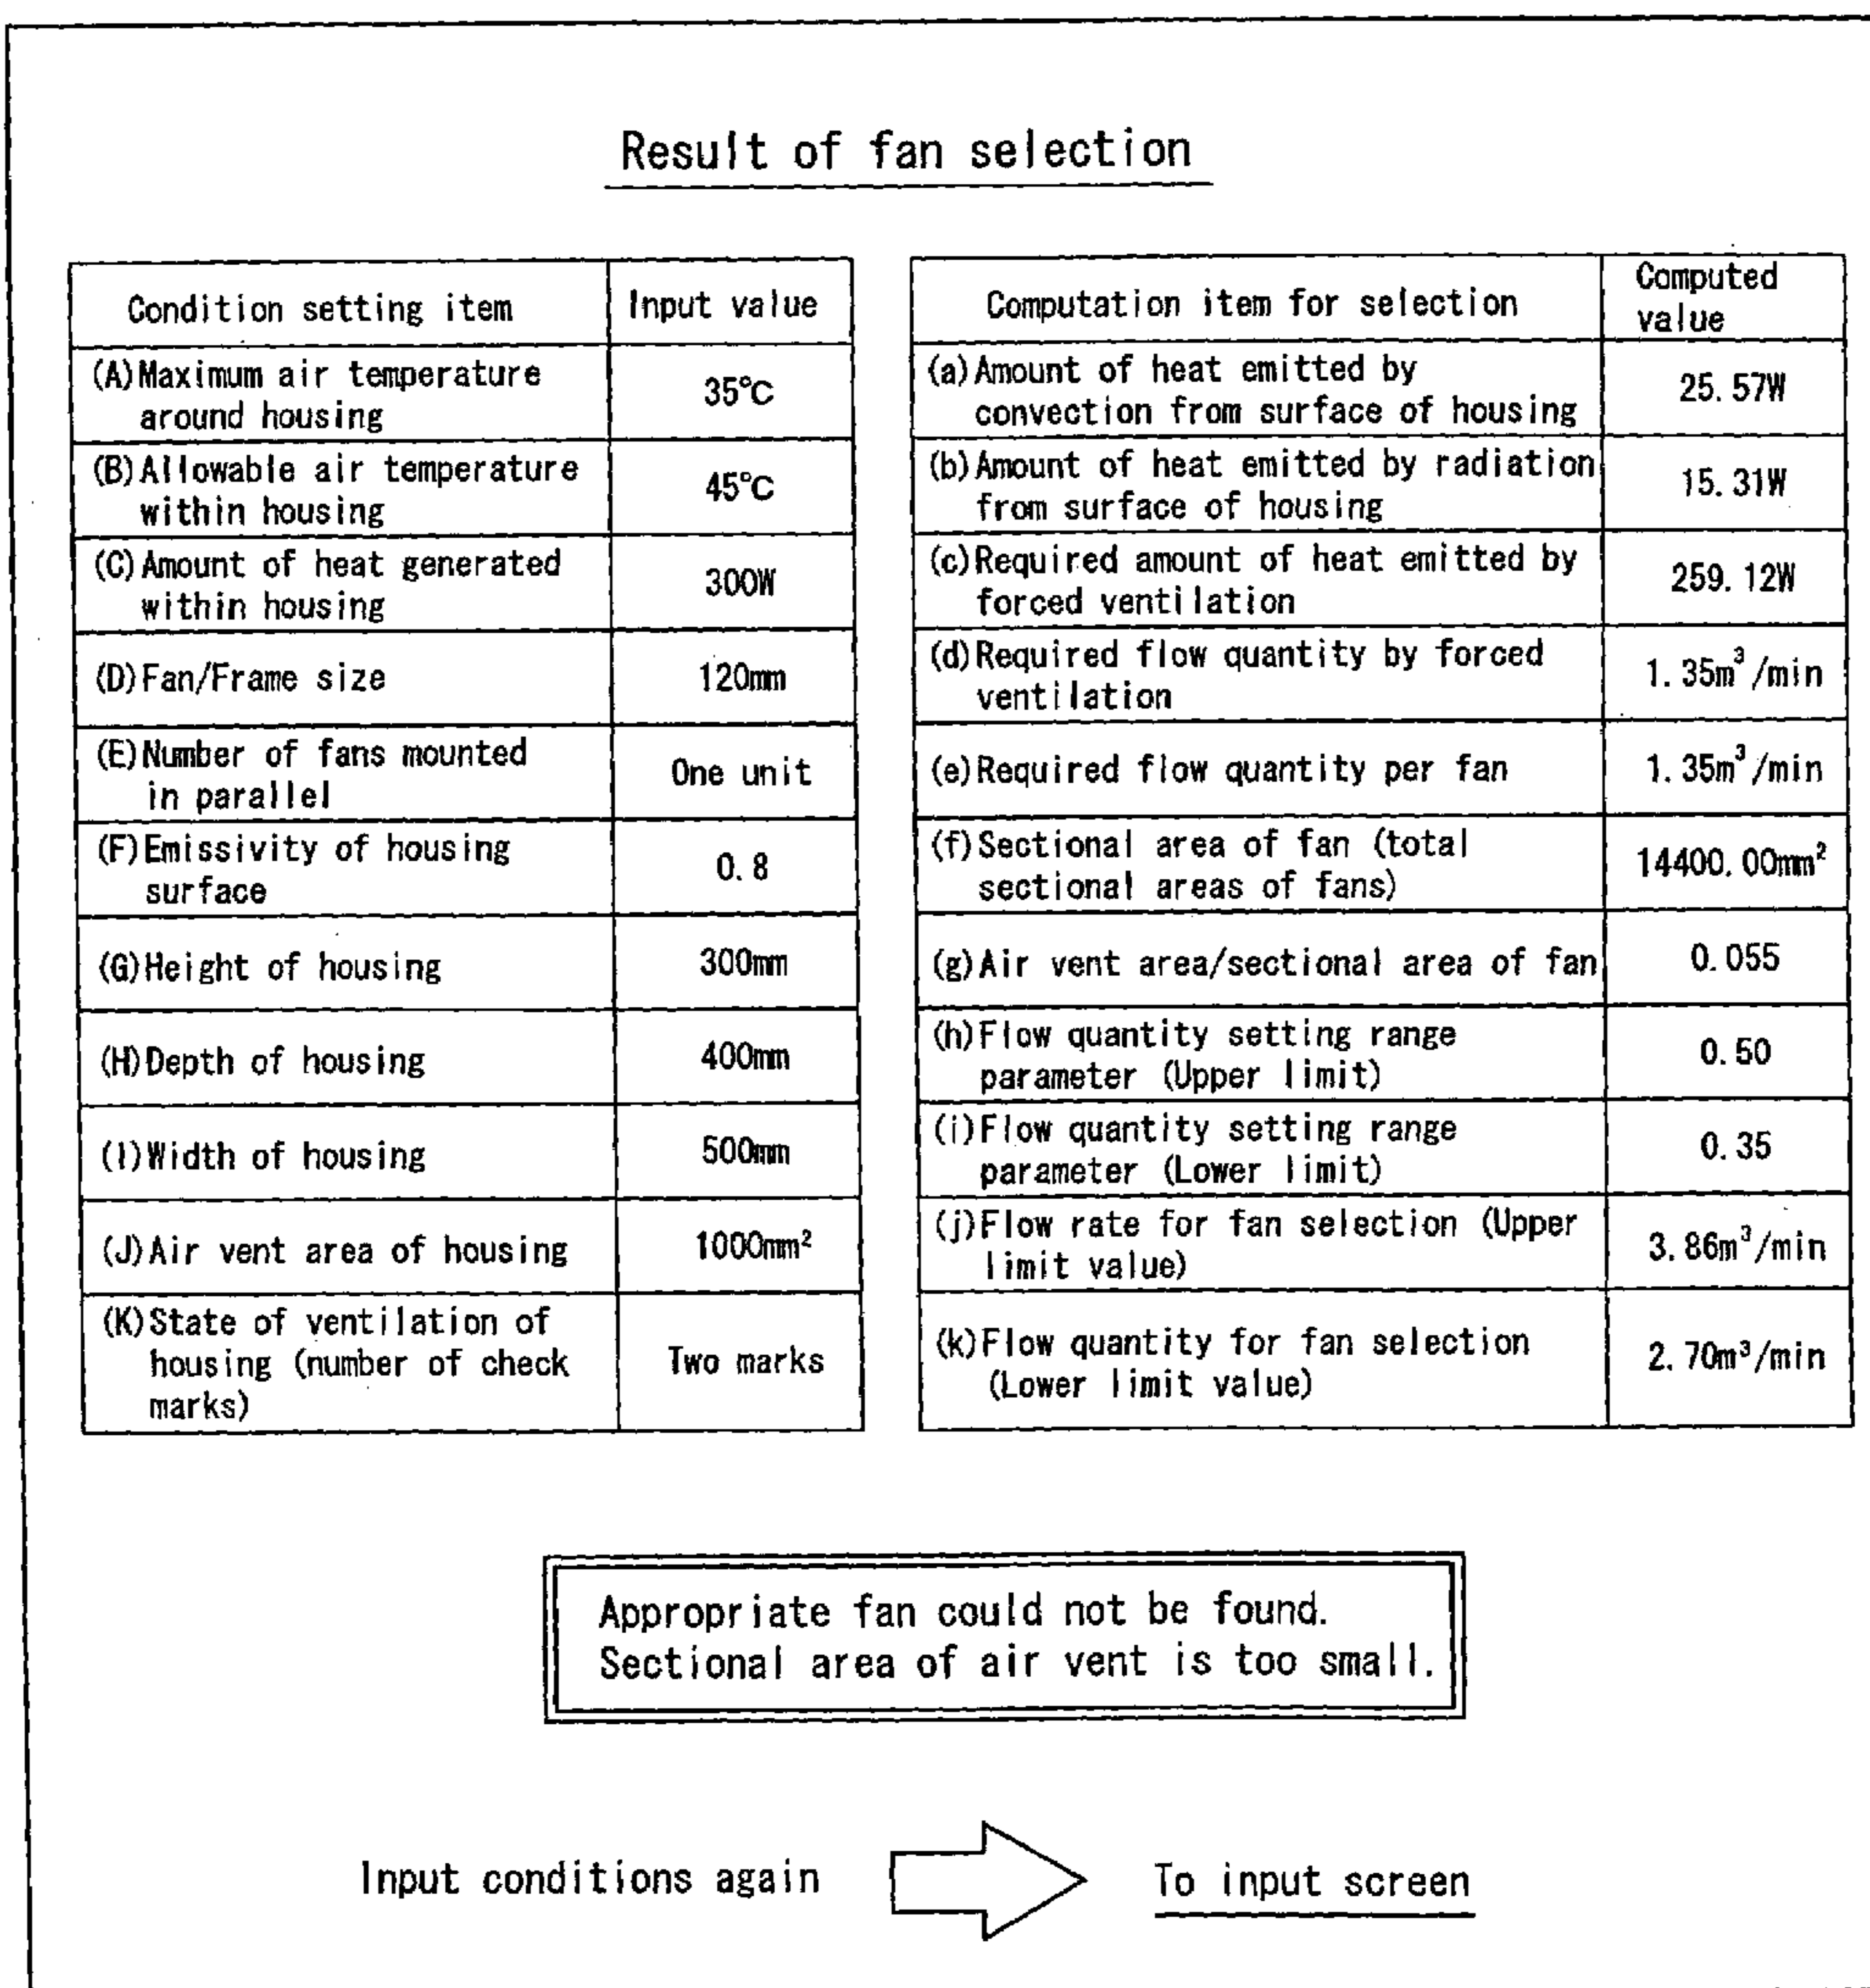 Result of fan selection
Condition setting item
Input value
(A)Maximum air temperature
around housing
35℃
(B)Allowable air temperature
within housing
45℃
(C)Amount of heat generated
within housing
300W
(D)Fan/Frame size
120mm
(E)Number of fans mounted
in parallel
One unit
(F)Emissivity of housing
surface
0.8
(G)Height of housing
300mm
(H)Depth of housing
400mm
(I)Width of housing
500mm
(J)Air vent area of housing
1000mm²
(K)State of ventilation of
housing (number of check
marks)
Two marks
Computation item for selection
Computed
value
(a)Amount of heat emitted by
convection from surface of housing
25.57W
(b)Amount of heat emitted by radiation
from surface of housing
15.31W
(c)Required amount of heat emitted by
forced ventilation
259.12W
(d)Required flow quantity by forced
ventilation
1.35m³/min
(e)Required flow quantity per fan
1.35m³/min
(f)Sectional area of fan (total
sectional areas of fans)
14400.00mm²
(g)Air vent area/sectional area of fan
0.055
(h)Flow quantity setting range
parameter (Upper limit)
0.50
(i)Flow quantity setting range
parameter (Lower limit)
0.35
(j)Flow rate for fan selection (Upper
limit value)
3.86m³/min
(k)Flow quantity for fan selection
(Lower limit value)
2.70m³/min
Appropriate fan could not be found.
Sectional area of air vent is too small.
Input conditions again
To input screen